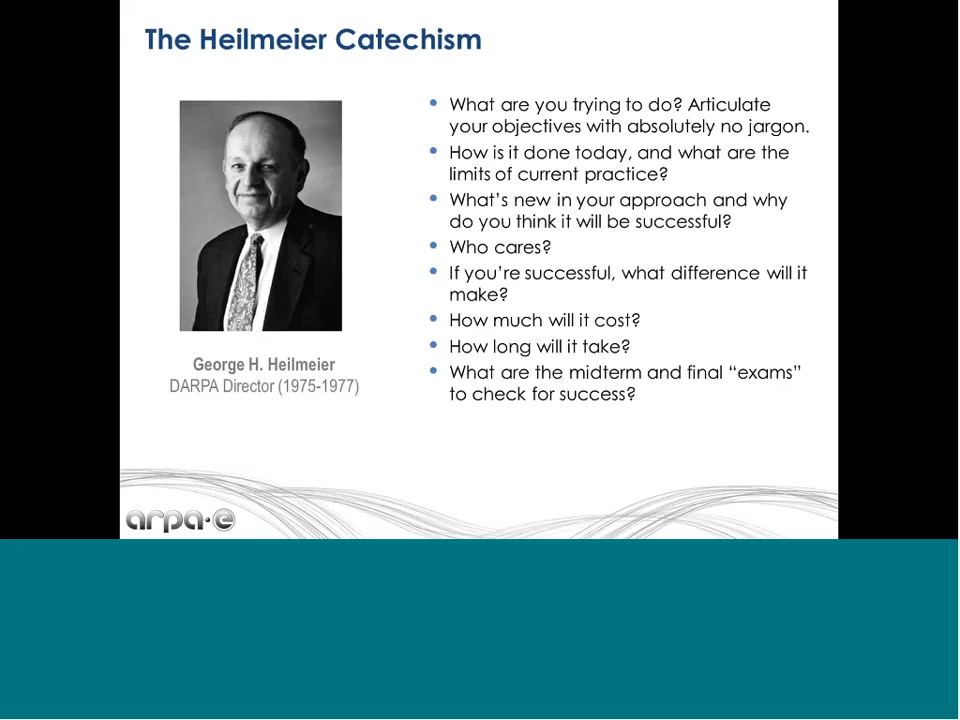 The Heilmeier Catechism
George H. Heilmeier
DARPA Director (1975-1977)
• What are you trying to do? Articulate
your objectives with absolutely no jargon.
• How is it done today, and what are the
limits of current practice?
• What's new in your approach and why
do you think it will be successful?
• Who cares?
• If you're successful, what difference will it
make?
• How much will it cost?
• How long will it take?
• What are the midterm and final “exams”
to check for success?
arpa·e